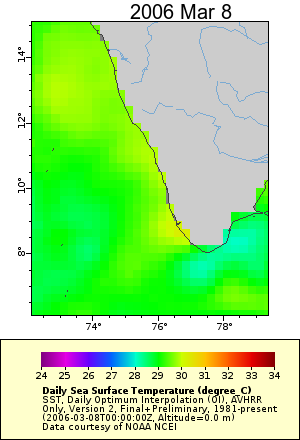 2006 Mar 8
14°
12°
10°
8°
74° 76° 78°
24 25 26 27 28 29 30 31 32 33 34
Daily Sea Surface Temperature (degree_C)
SST, Daily Optimum Interpolation (OI), AVHRR
Only, Version 2, Final+Preliminary, 1981-present
(2006-03-08T00:00:00Z, Altitude=0.0 m)
Data courtesy of NOAA NCEI